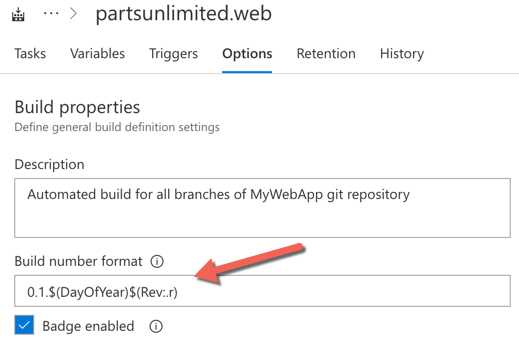 ... > partsunlimited.web
Tasks Variables Triggers Options Retention History
Build properties
Define general build definition settings
Description
Automated build for all branches of MyWebApp git repository
Build number format
0.1.$(DayOfYear)$(Rev:.r)
Badge enabled